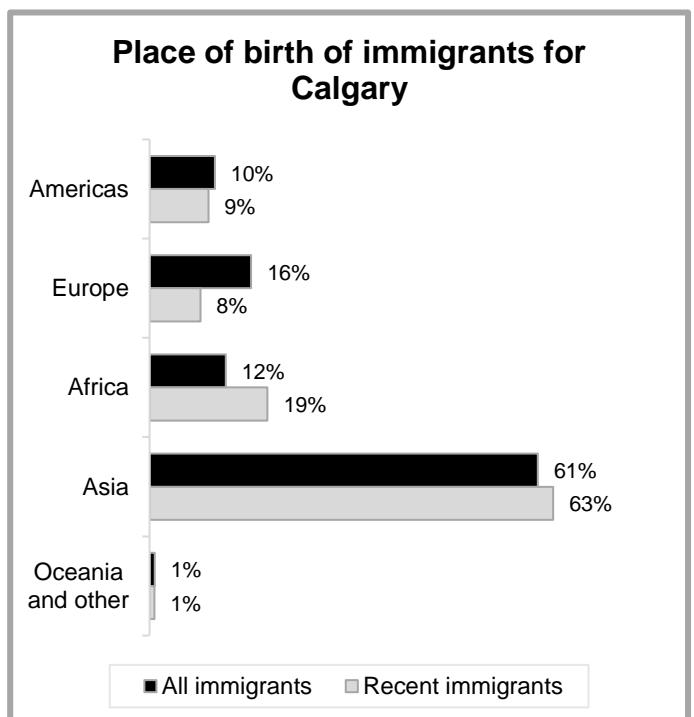 Place of birth of immigrants for
Calgary
Americas
10%
9%
Europe
16%
8%
Africa
12%
19%
Asia
61%
63%
Oceania
and other
1%
1%
All immigrants
Recent immigrants